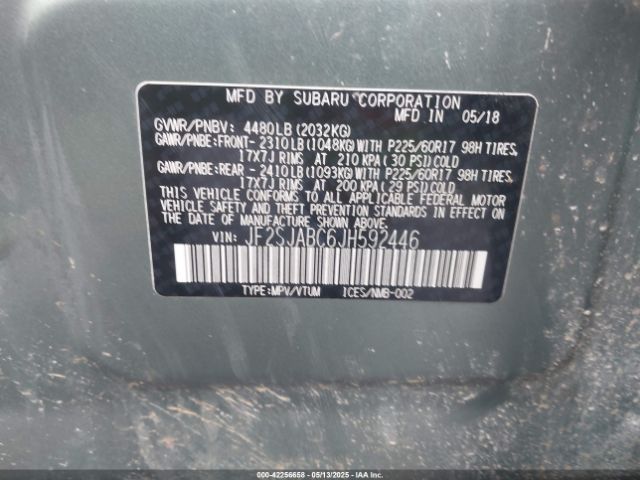 MFD BY SUBARU CORPORATION
MFD IN 05/18
GVWR/PNBV: 4480LB(2032KG)
GAWR/PNBE:FRONT- 2310LB(1048KG)WITH P225/60R17 98H TIRES,
17X7J RIMS AT 210 KPA(30 PSI)COLD
GAWR/PNBE:REAR - 2410LB(1093KG)WITH P225/60R17 98H TIRES,
17X7J RIMS AT 200 KPA(29 PSI)COLD
THIS VEHICLE CONFORMS TO ALL APPLICABLE FEDERAL MOTOR
VEHICLE SAFETY AND BUMPER STANDARDS IN EFFECT ON THE
DATE OF MANUFACTURE SHOWN ABOVE.
VIN: JF2SJABC6JH592446
TYPE:MPV/VTUM ICES/NMB-002
000-42256658 - 05/13/2025 - IAAI.COM